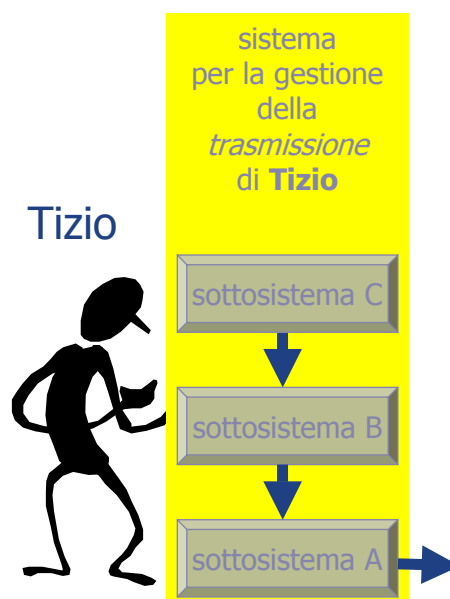 sistema
per la gestione
della
trasmissione
di Tizio
Tizio
sottosistema C
sottosistema B
sottosistema A